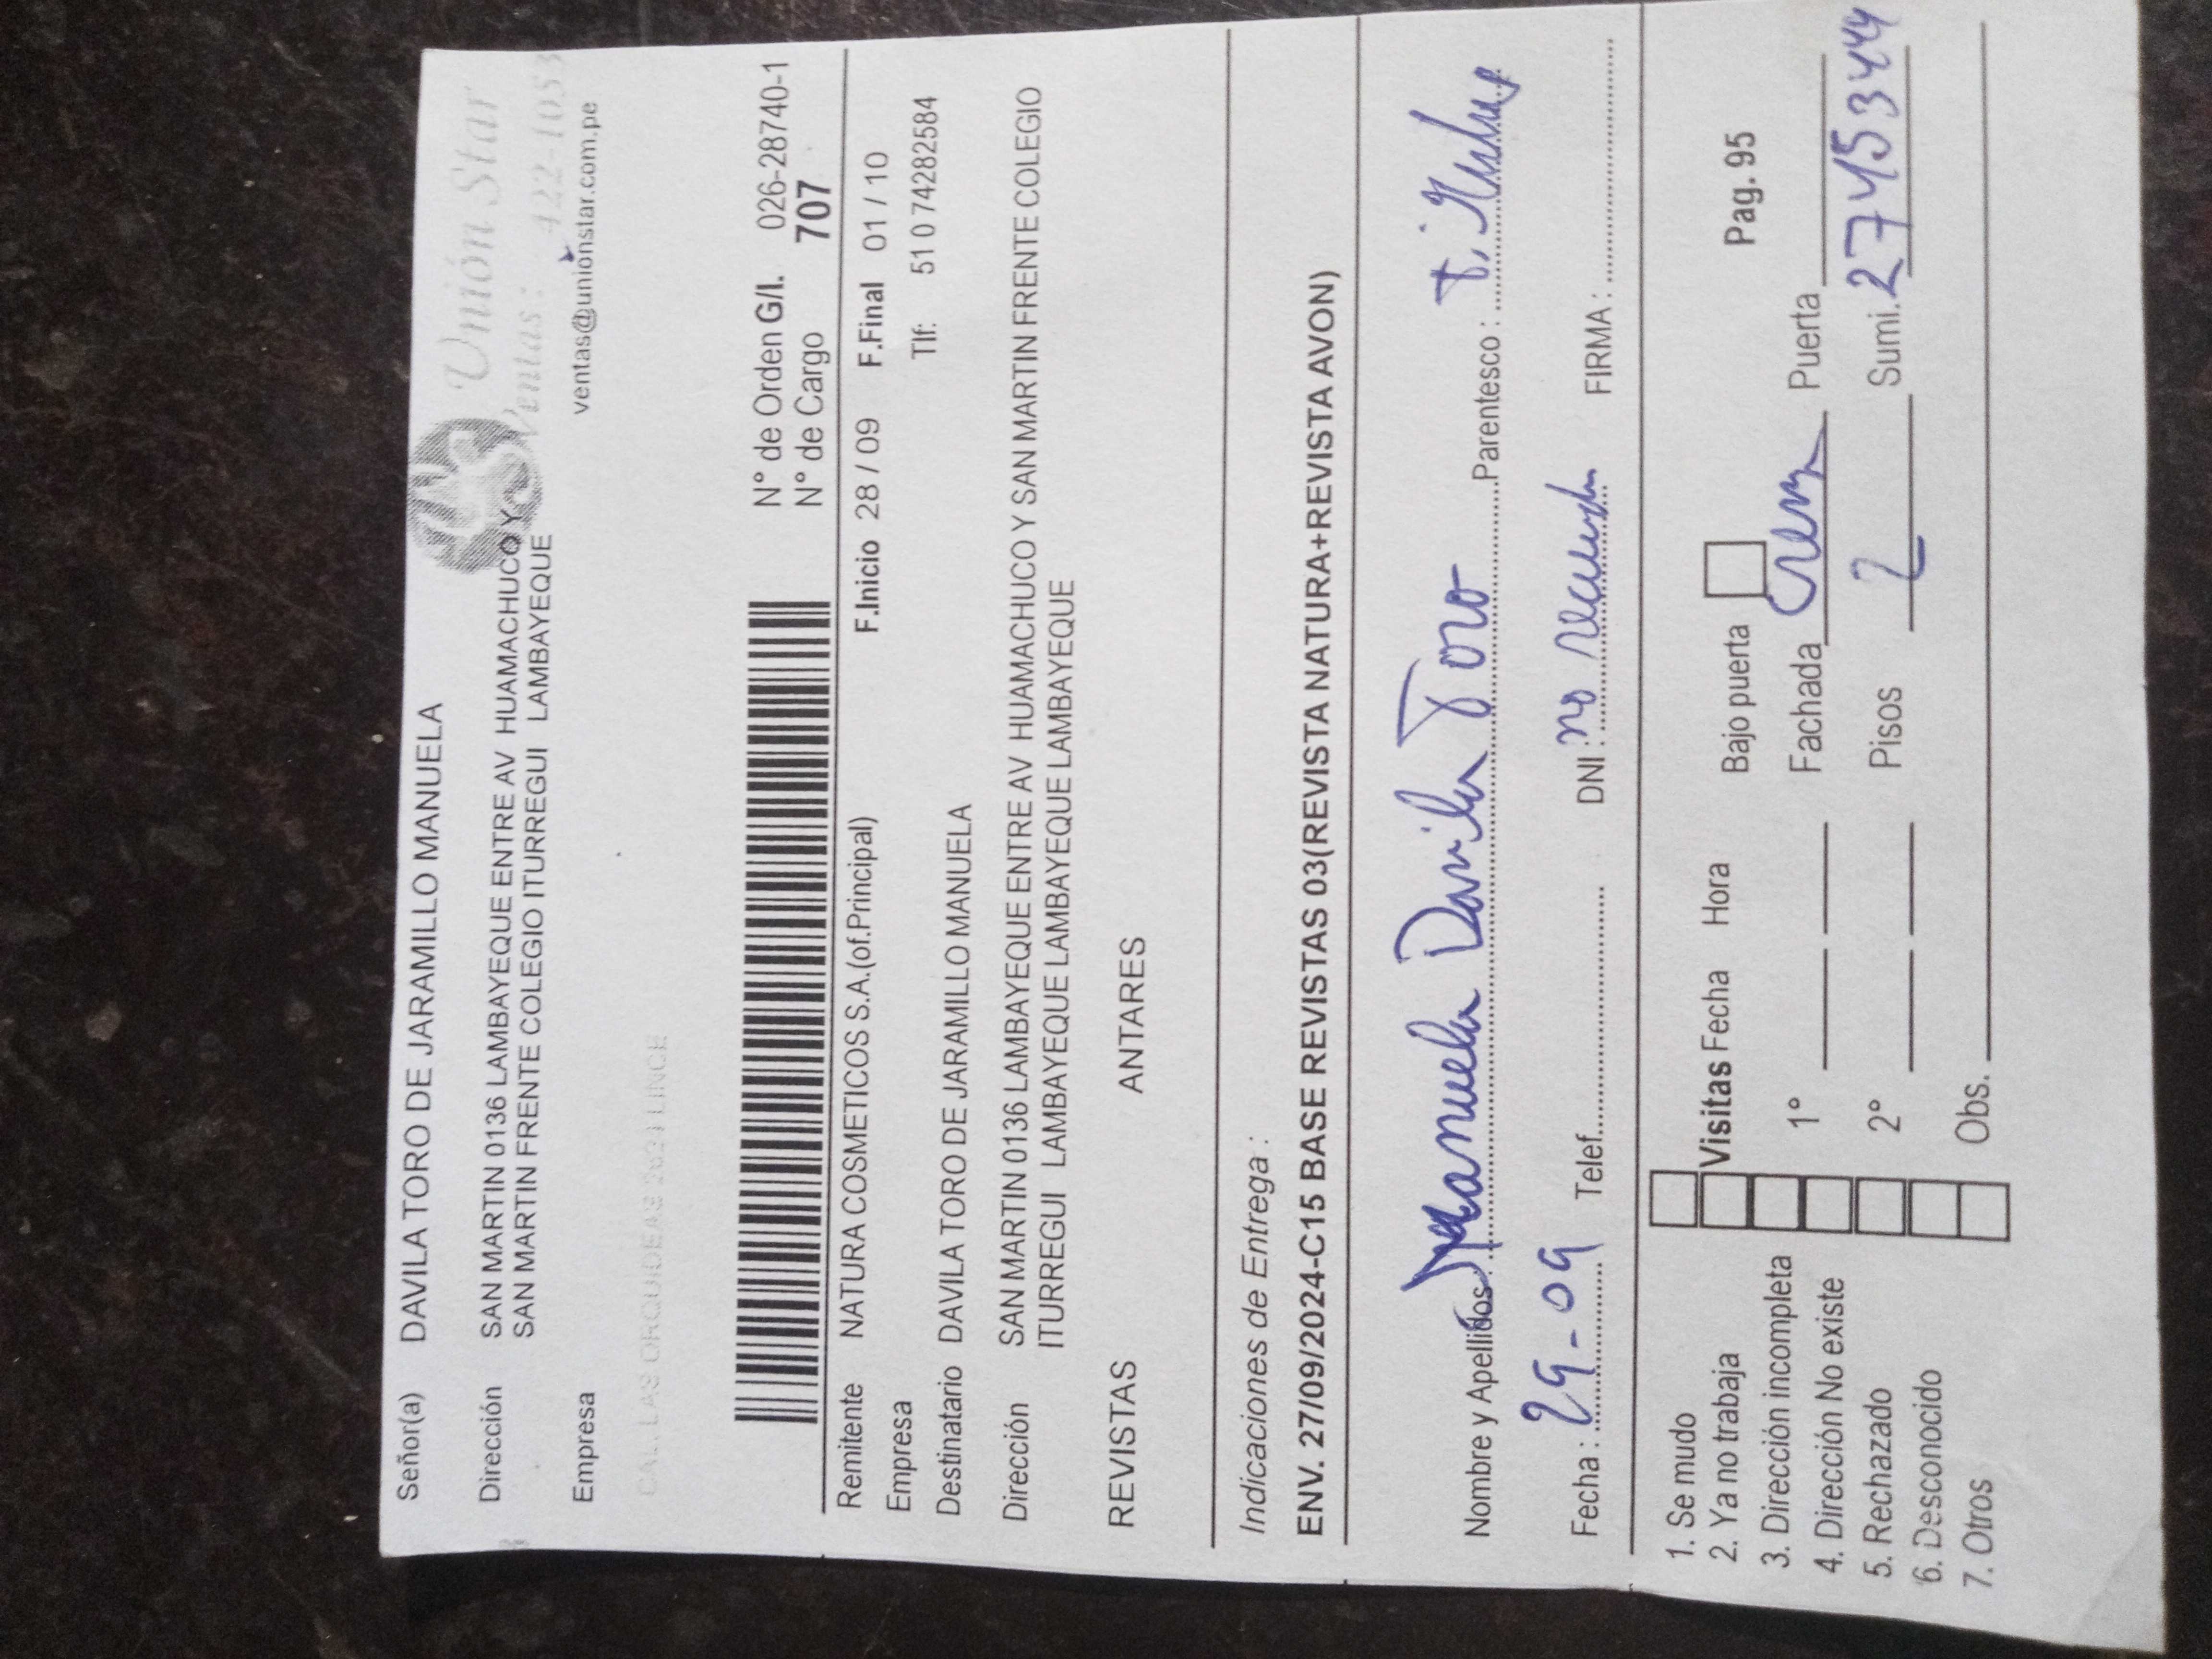 Señor(a) DAVILA TORO DE JARAMILLO MANUELA
Unión Star
Ventas : 422-1053
Dirección SAN MARTIN 0136 LAMBAYEQUE ENTRE AV HUAMACHUCO Y
SAN MARTIN FRENTE COLEGIO ITURREGUI LAMBAYEQUE
ventas@unionstar.com.pe
Empresa
N° de Orden G/I. 026-28740-1
N° de Cargo 707
Remitente NATURA COSMETICOS S.A.(of.Principal) F.Inicio 28 / 09 F.Final 01 / 10
Empresa Tlf: 51 0 74282584
Destinatario DAVILA TORO DE JARAMILLO MANUELA
Dirección SAN MARTIN 0136 LAMBAYEQUE ENTRE AV HUAMACHUCO Y SAN MARTIN FRENTE COLEGIO
ITURREGUI LAMBAYEQUE LAMBAYEQUE LAMBAYEQUE
REVISTAS ANTARES
Indicaciones de Entrega :
ENV. 27/09/2024-C15 BASE REVISTAS 03(REVISTA NATURA+REVISTA AVON)
Nombre y Apellidos: Manuela Davila Toro Parentesco :
Fecha : 29-09 Telef. DNI : no recuerda FIRMA :
1. Se mudo
2. Ya no trabaja Visitas Fecha Hora Bajo puerta Pag. 95
3. Dirección incompleta
4. Dirección No existe 1° Fachada Crema Puerta
5. Rechazado 2° Pisos 2 Sumi. 27453444
6. Desconocido
7. Otros Obs.